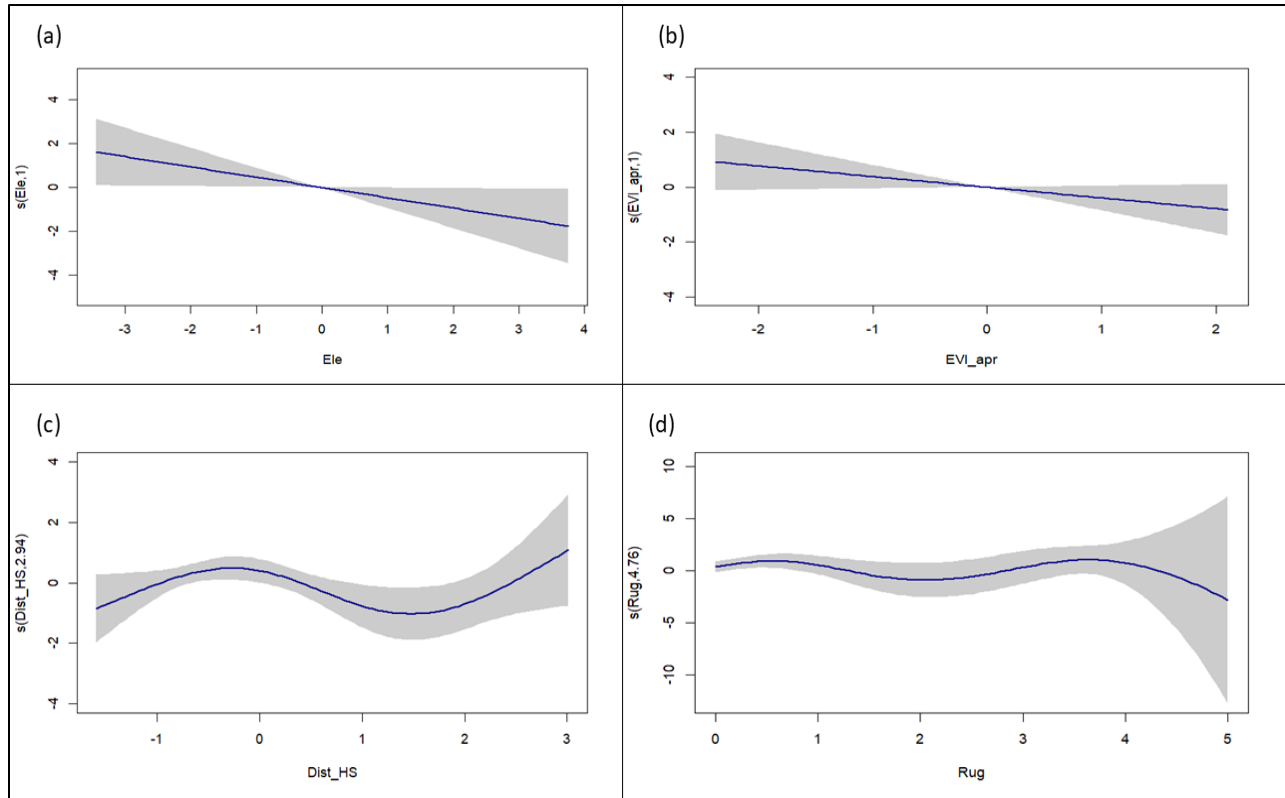 (a)
s(Ele,1)
4
2
0
-2
-4
-3 -2 -1 0 1 2 3 4
Ele
(b)
s(EVI_apr,1)
4
2
0
-2
-4
-2 -1 0 1 2
EVI_apr
(c)
s(Dist_HS,2.94)
4
2
0
-2
-4
-1 0 1 2 3
Dist_HS
(d)
s(Rug,4.76)
10
5
0
-5
-10
0 1 2 3 4 5
Rug